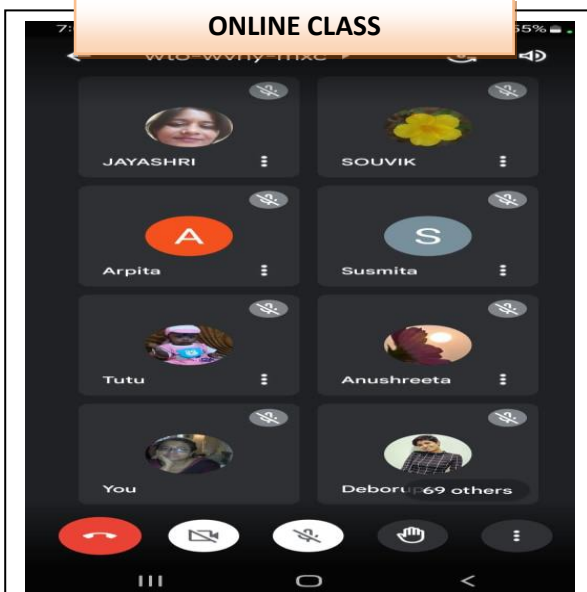 ONLINE CLASS
JAYASHRI
SOUVIK
A
S
Arpita
Susmita
Tutu
Anushreeta
You
69 others